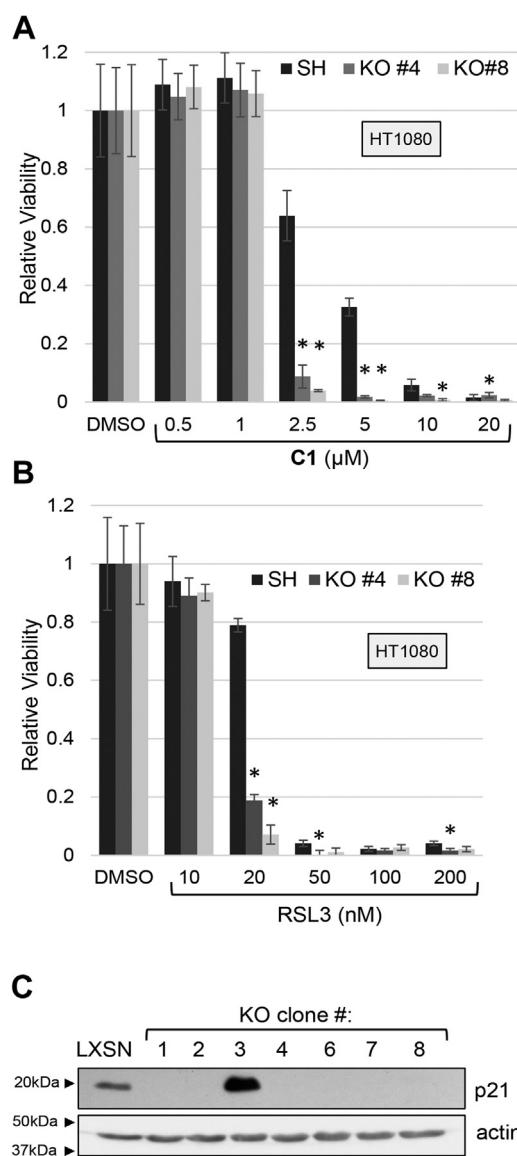 A
1.2
SH KO #4 KO#8
1
HT1080
0.8
0.6
0.4
0.2
0
Relative Viability
* * * * * *
DMSO 0.5 1 2.5 5 10 20
C1 (µM)
B
1.2
1
SH KO #4 KO #8
0.8
HT1080
0.6
0.4
0.2
0
Relative Viability
* * * *
DMSO 10 20 50 100 200
RSL3 (nM)
C
KO clone #:
LXSN 1 2 3 4 6 7 8
20kDa ► p21
50kDa ►
actin
37kDa ►